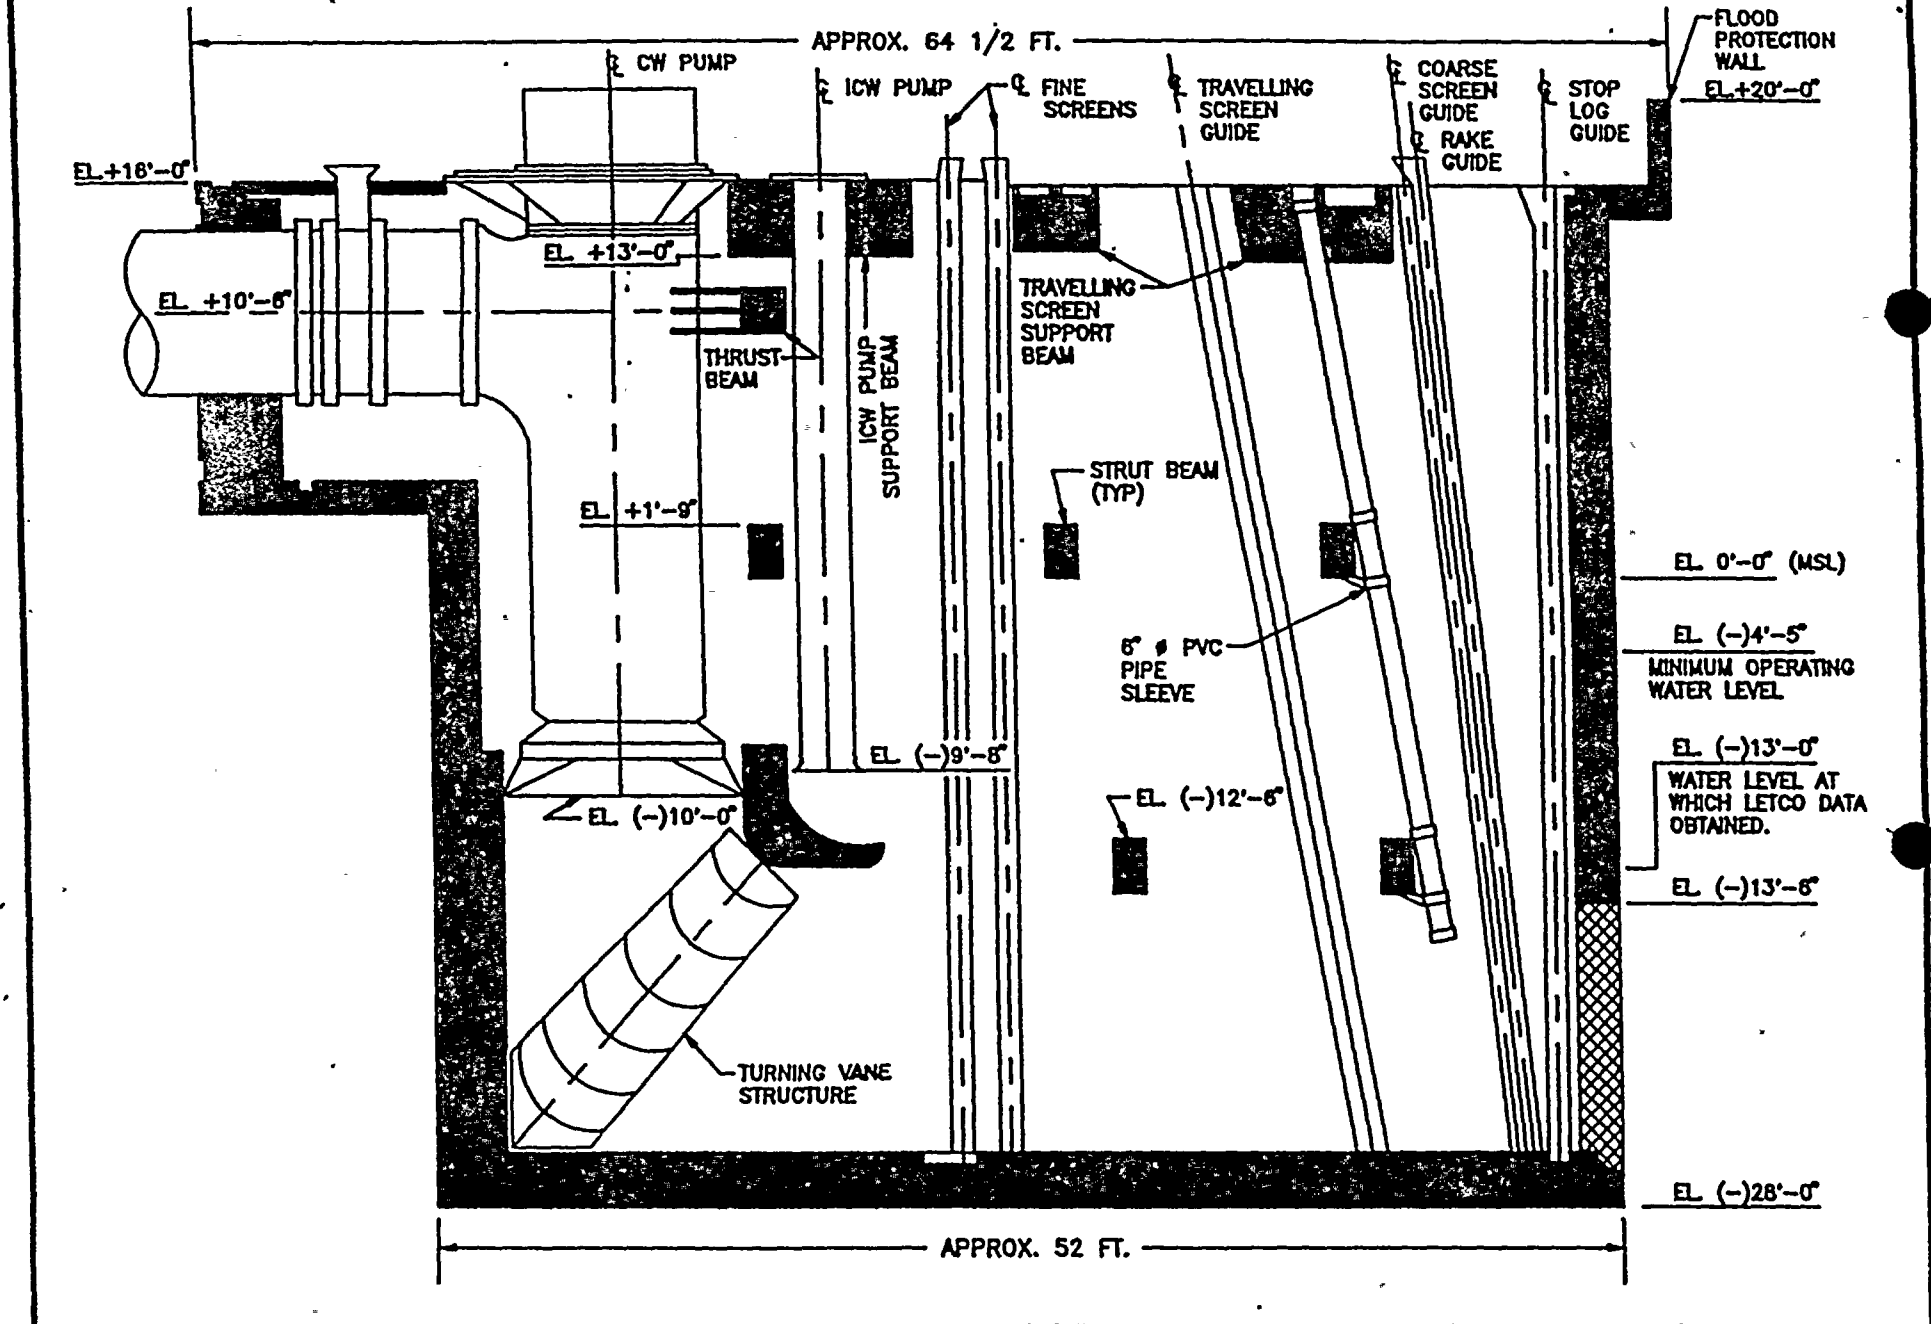 APPROX. 64 1/2 FT.
FLOOD
PROTECTION
WALL
EL.+20'-0"
℄ CW PUMP
℄ ICW PUMP
℄ FINE
SCREENS
℄ TRAVELLING
SCREEN
GUIDE
℄ COARSE
SCREEN
GUIDE
℄ RAKE
GUIDE
℄ STOP
LOG
GUIDE
EL.+16'-0"
EL. +13'-0"
EL. +10'-6"
THRUST
BEAM
ICW PUMP
SUPPORT BEAM
TRAVELLING
SCREEN
SUPPORT
BEAM
STRUT BEAM
(TYP)
EL. +1'-9"
EL. 0'-0" (MSL)
EL. (-)4'-5"
MINIMUM OPERATING
WATER LEVEL
6" ø PVC
PIPE
SLEEVE
EL. (-)9'-8"
EL. (-)13'-0"
WATER LEVEL AT
WHICH LETCO DATA
OBTAINED.
EL. (-)10'-0"
EL. (-)12'-6"
EL. (-)13'-6"
TURNING VANE
STRUCTURE
EL. (-)28'-0"
APPROX. 52 FT.